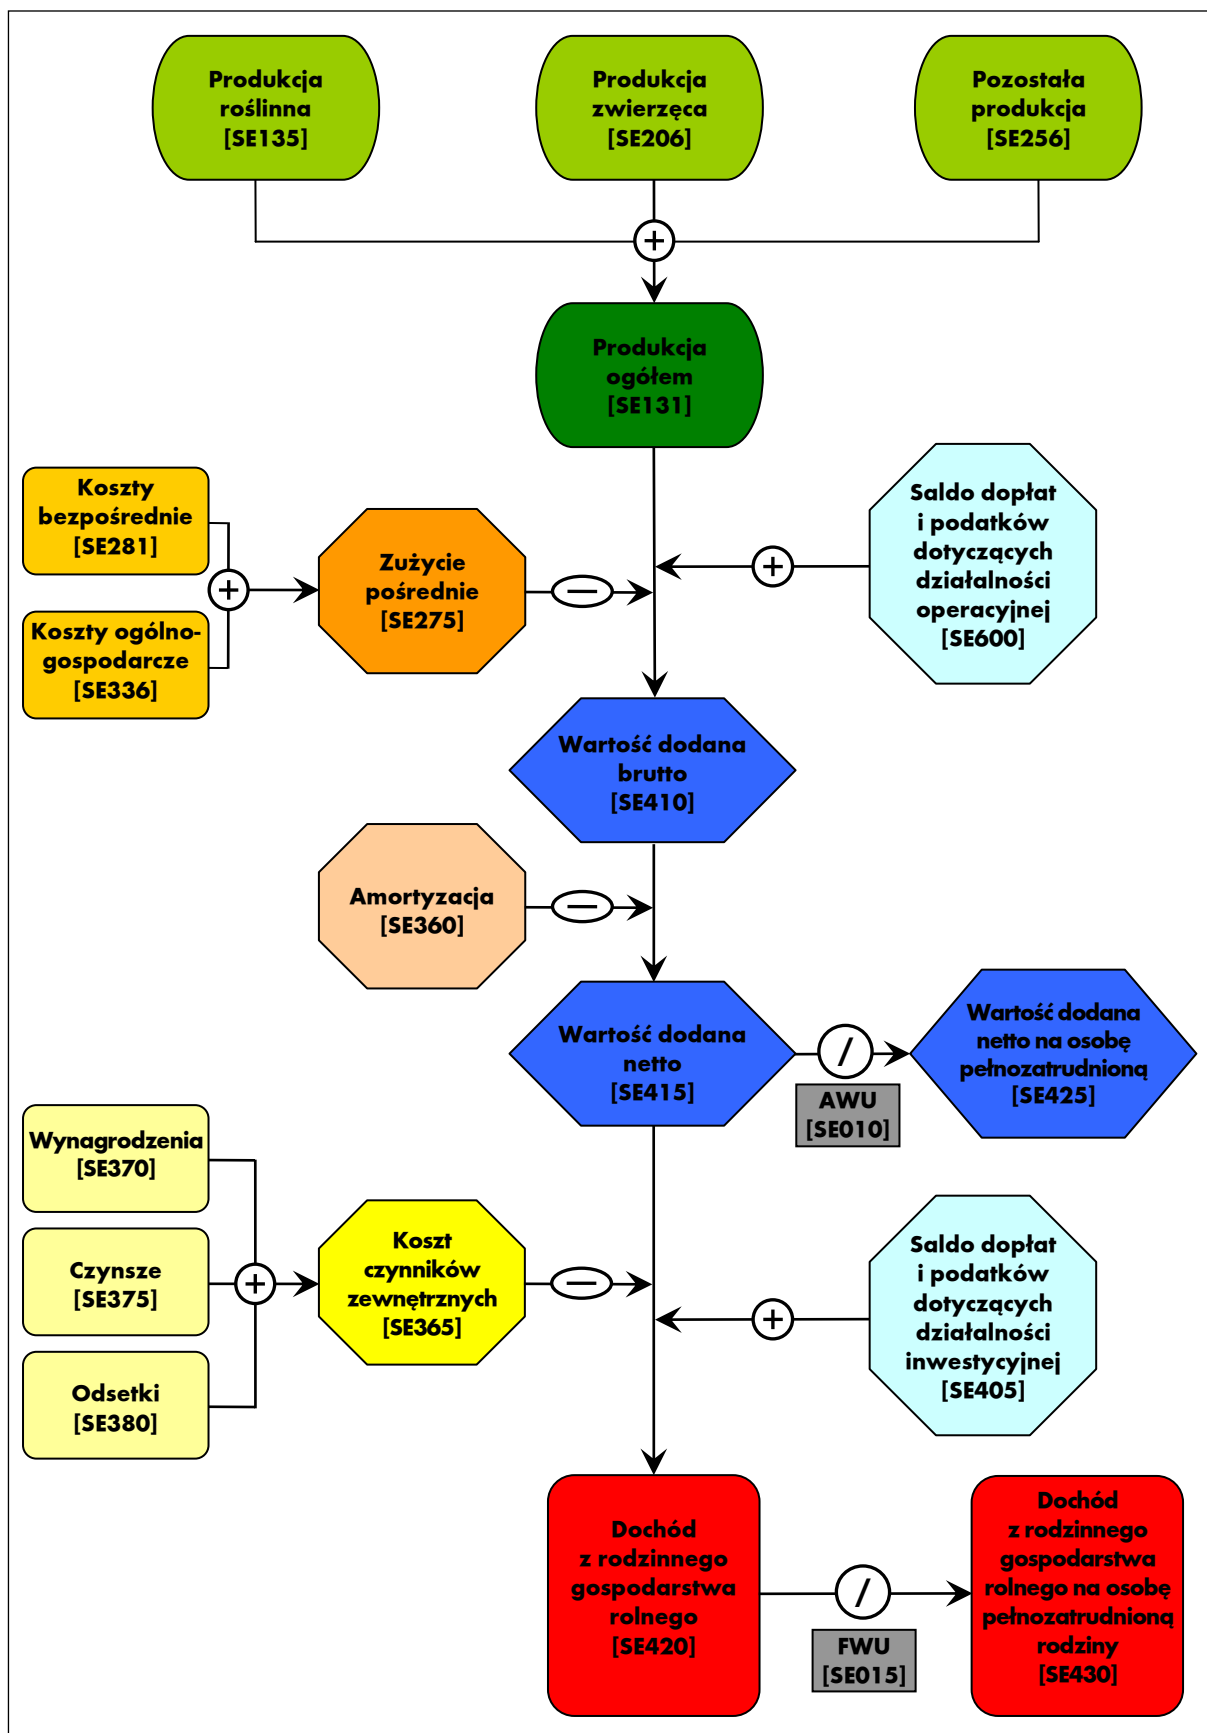 Produkcja
roślinna
[SE135]
Produkcja
zwierzęca
[SE206]
Pozostała
produkcja
[SE256]
+
Produkcja
ogółem
[SE131]
Koszty
bezpośrednie
[SE281]
Koszty ogólno-
gospodarcze
[SE336]
+
Zużycie
pośrednie
[SE275]
−
+
Saldo dopłat
i podatków
dotyczących
działalności
operacyjnej
[SE600]
Wartość dodana
brutto
[SE410]
Amortyzacja
[SE360]
−
Wartość dodana
netto
[SE415]
/
AWU
[SE010]
Wartość dodana
netto na osobę
pełnozatrudnioną
[SE425]
Wynagrodzenia
[SE370]
Czynsze
[SE375]
Odsetki
[SE380]
+
Koszt
czynników
zewnętrznych
[SE365]
−
+
Saldo dopłat
i podatków
dotyczących
działalności
inwestycyjnej
[SE405]
Dochód
z rodzinnego
gospodarstwa
rolnego
[SE420]
/
FWU
[SE015]
Dochód
z rodzinnego
gospodarstwa
rolnego na osobę
pełnozatrudnioną
rodziny
[SE430]